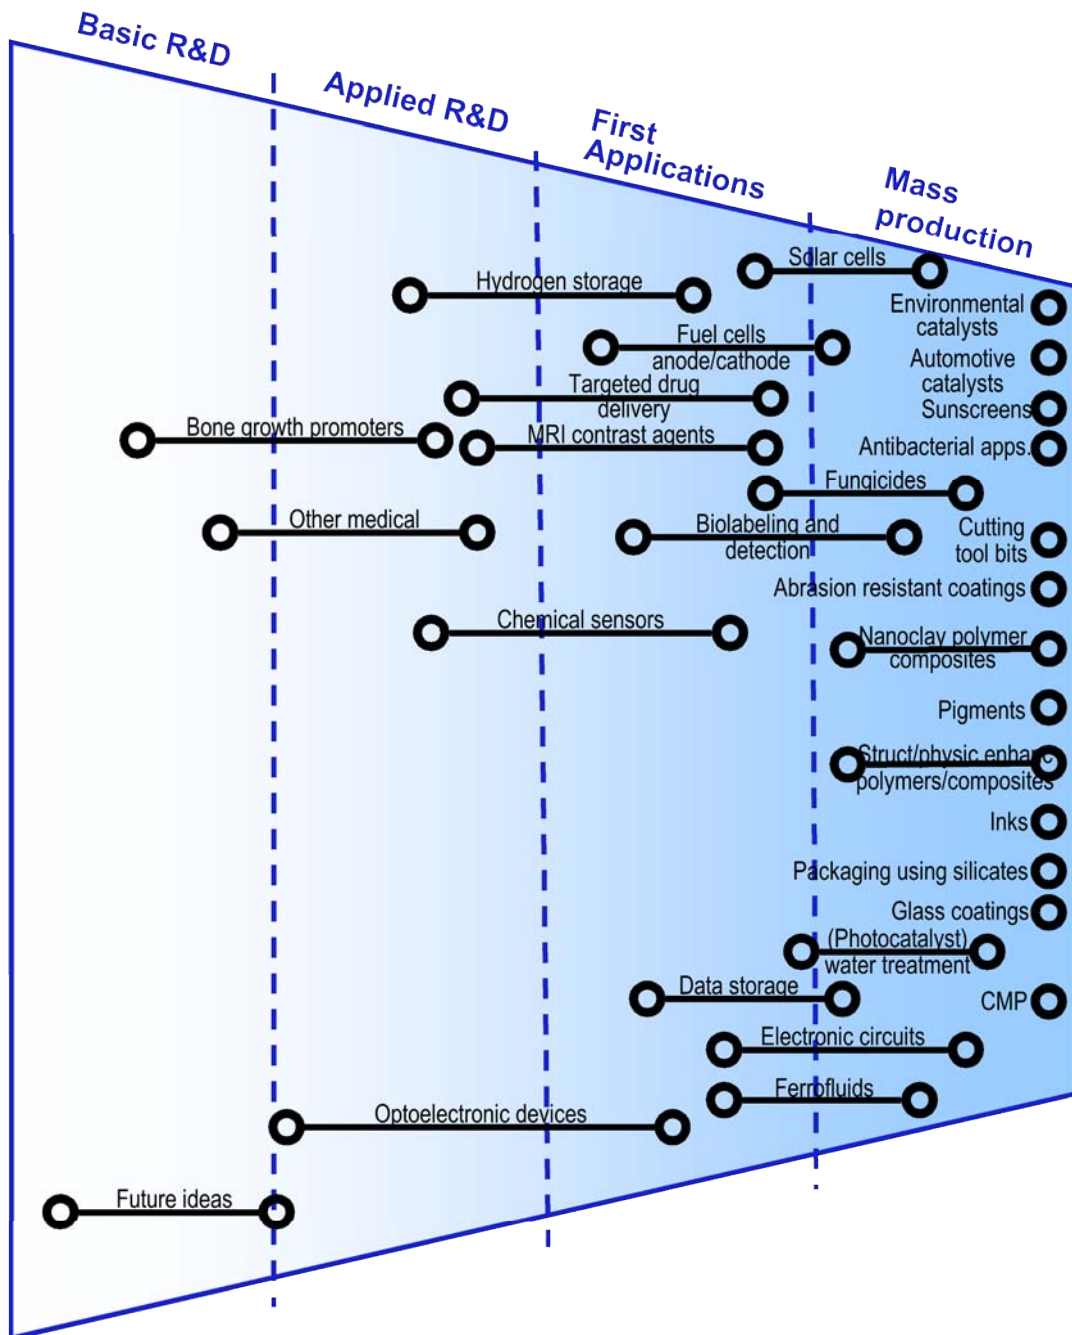 Basic R&D
Applied R&D
First
Applications
Mass
production
Solar cells
Hydrogen storage
Environmental
catalysts
Fuel cells
anode/cathode
Automotive
catalysts
Targeted drug
delivery
Sunscreens
Bone growth promoters
MRI contrast agents
Antibacterial apps.
Fungicides
Other medical
Biolabeling and
detection
Cutting
tool bits
Abrasion resistant coatings
Chemical sensors
Nanoclay polymer
composites
Pigments
Struct/physic enhanc
polymers/composites
Inks
Packaging using silicates
Glass coatings
(Photocatalyst)
water treatment
Data storage
CMP
Electronic circuits
Ferrofluids
Optoelectronic devices
Future ideas